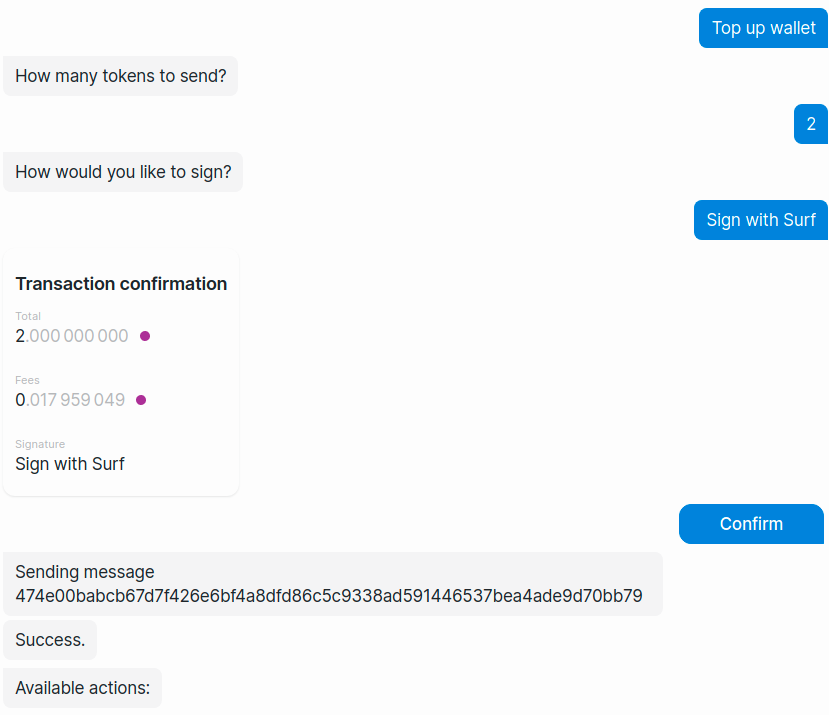 Top up wallet
How many tokens to send?
2
How would you like to sign?
Sign with Surf
Transaction confirmation
Total
2.000 000 000
Fees
0.017 959 049
Signature
Sign with Surf
Confirm
Sending message
474e00babcb67d7f426e6bf4a8dfd86c5c9338ad591446537bea4ade9d70bb79
Success.
Available actions: